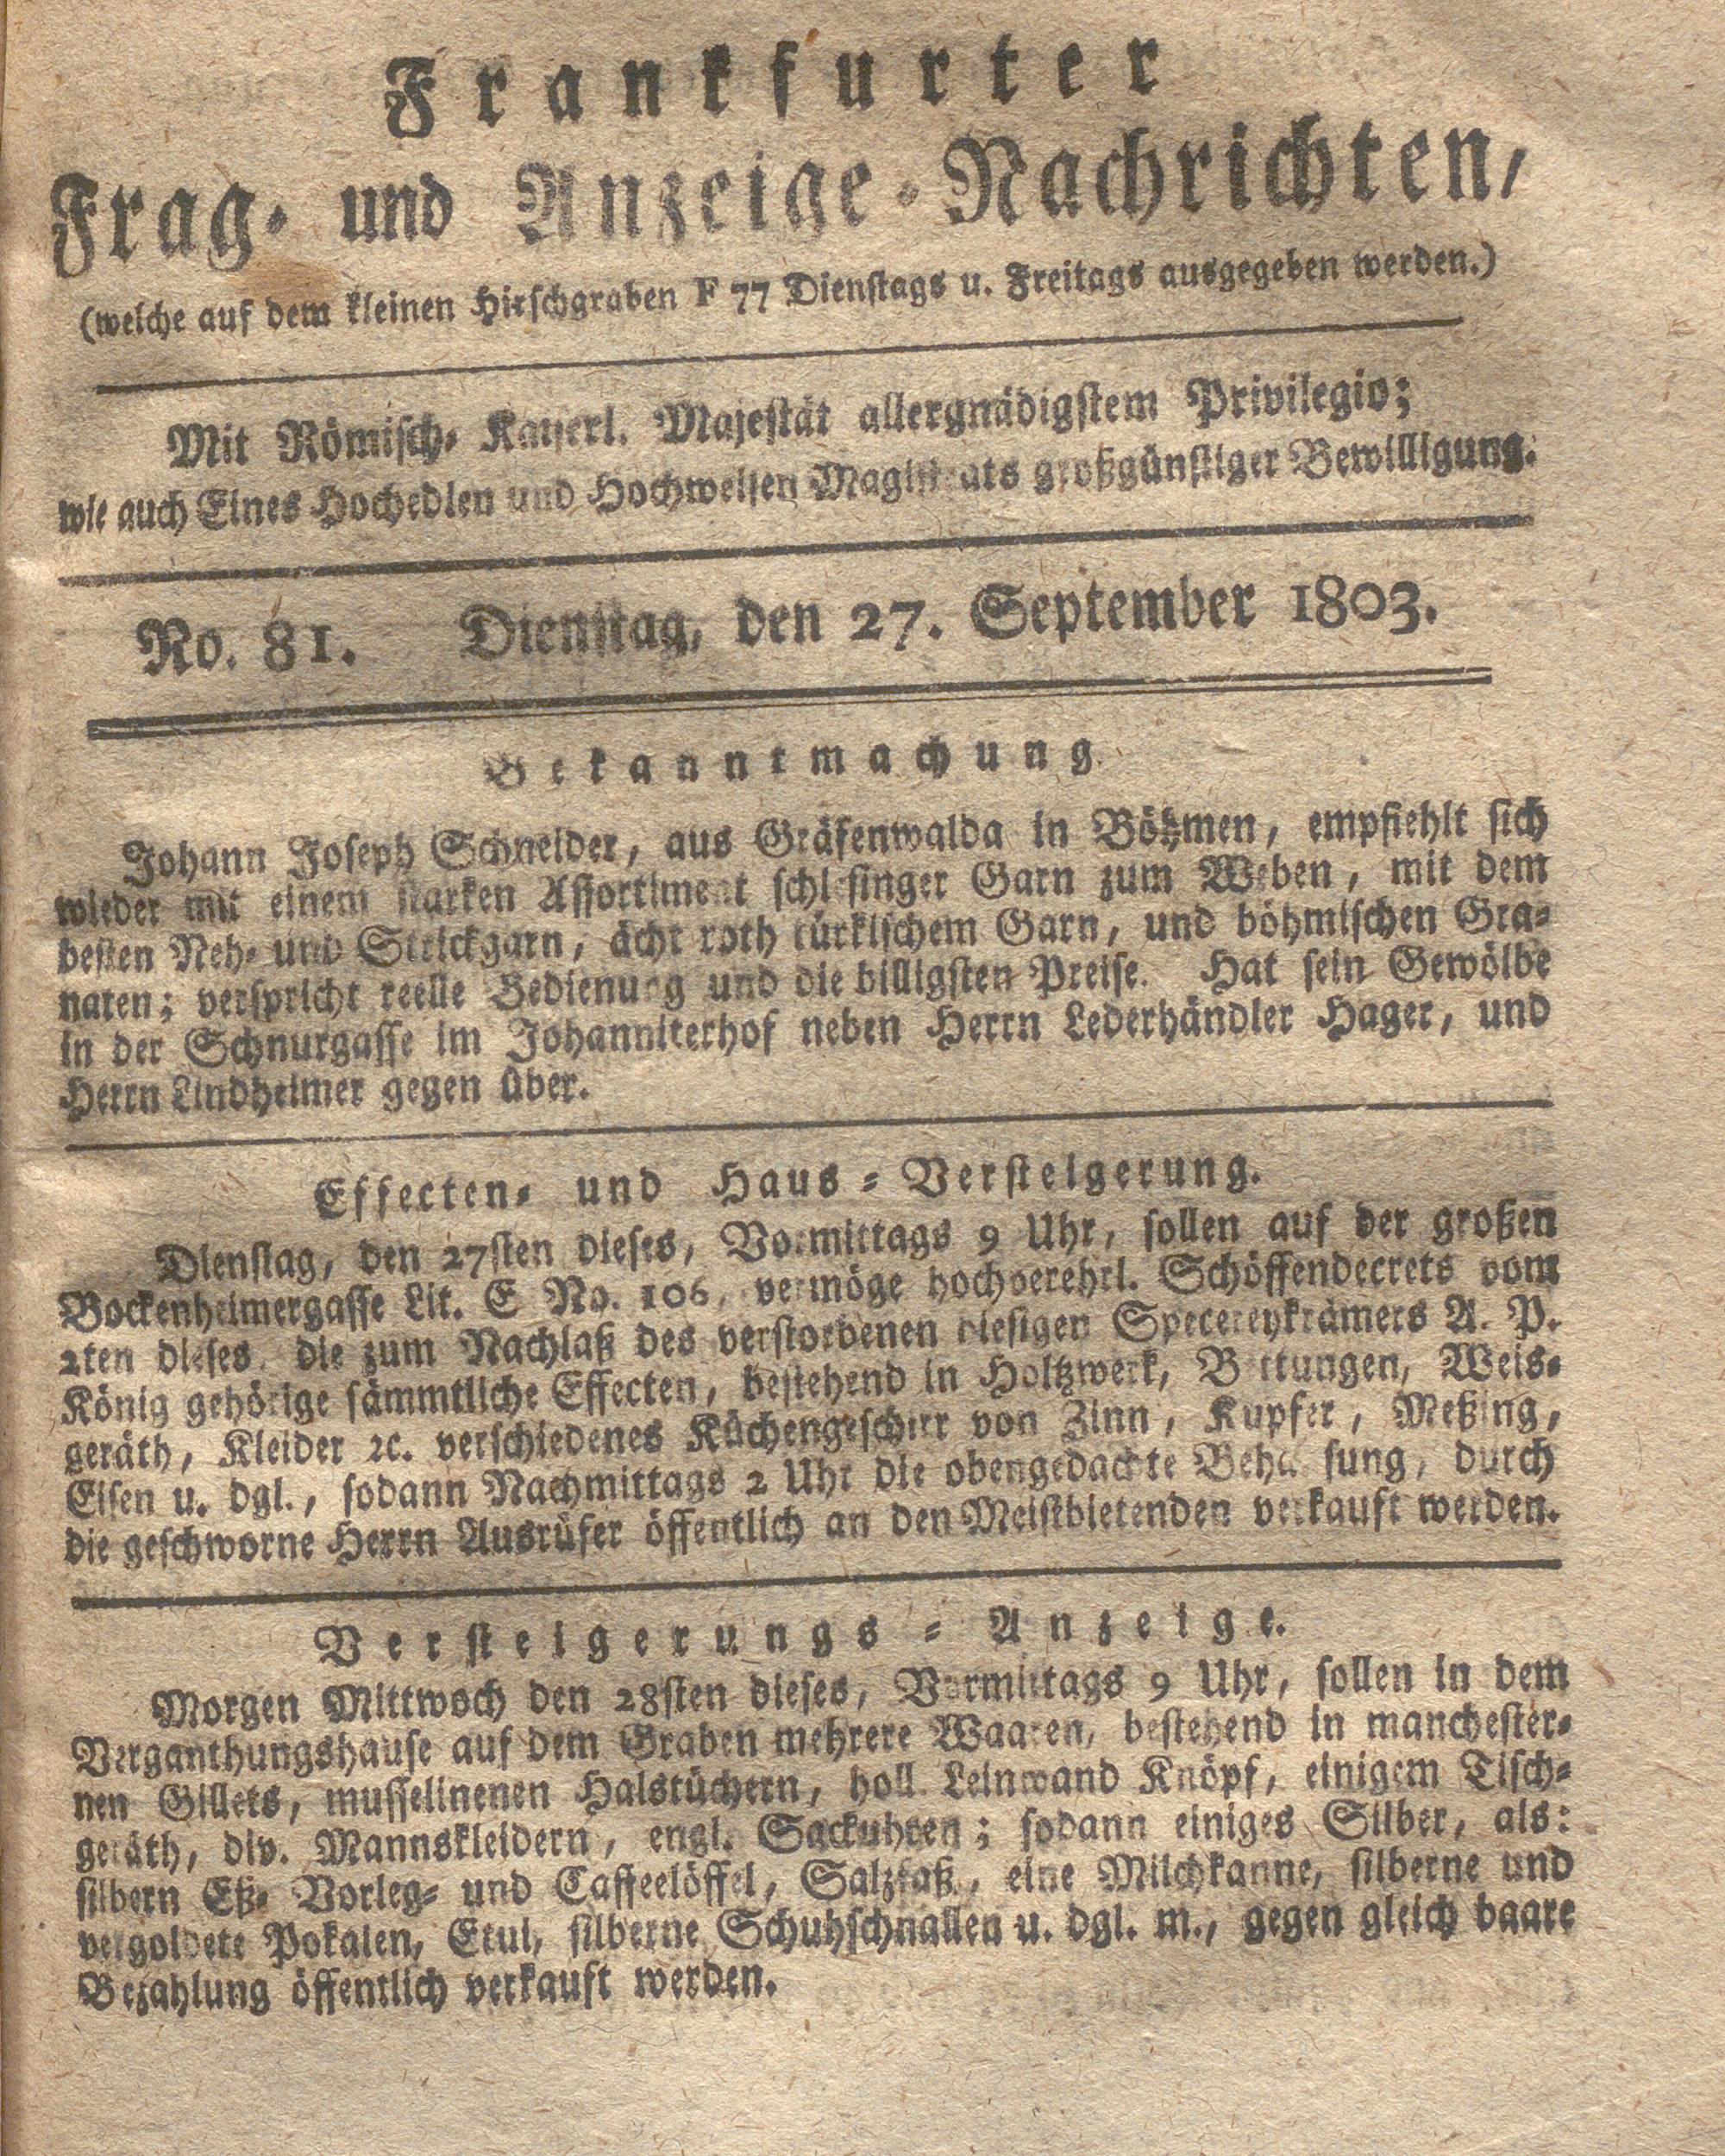 Frankfurter
Frag- und Anzeige-Nachrichten,
(welche auf dem kleinen Hirschgraben F 77 Dienstags u. Freitags ausgegeben werden.)
Mit Römisch- Kayserl. Majestät allergnädigstem Privilegio;
wie auch Eines Hochedlen und Hochweisen Magistrats großgünstiger Bewilligung.
No. 81. Dienstag, den 27. September 1803.
Bekanntmachung.
Johann Joseph Schneider, aus Gräfenwalda in Böhmen, empfiehlt sich
wieder mit einem starken Assortiment schlesinger Garn zum Weben, mit dem
besten Neh- und Strickgarn, ächt roth türkischem Garn, und böhmischen Gra-
naten; verspricht reelle Bedienung und die billigsten Preise. Hat sein Gewölbe
in der Schnurgasse im Johanniterhof neben Herrn Lederhändler Hager, und
Herrn Lindheimer gegen über.
Effecten- und Haus-Versteigerung.
Dienstag, den 27sten dieses, Vormittags 9 Uhr, sollen auf der großen
Bockenheimergasse Lit. E No. 106, vermöge hochverehrl. Schöffendecrets vom
2ten dieses, die zum Nachlaß des verstorbenen hiesigen Specereykrämers A. P.
König gehörige sämmtliche Effecten, bestehend in Holtzwerk, Bettungen, Weis-
geräth, Kleider ꝛc. verschiedenes Küchengeschirr von Zinn, Kupfer, Meßing,
Eisen u. dgl., sodann Nachmittags 2 Uhr die obengedachte Behausung, durch
die geschworne Herrn Ausrüfer öffentlich an den Meistbietenden verkauft werden.
Versteigerungs-Anzeige.
Morgen Mittwoch den 28sten dieses, Vormittags 9 Uhr, sollen in dem
Verganthungshause auf dem Graben mehrere Waaren, bestehend in manchester-
nen Gillets, musselinenen Halstüchern, holl. Leinwand Knöpf, einigem Tisch-
geräth, div. Mannskleidern, engl. Sackuhren; sodann einiges Silber, als:
silbern Eß- Vorleg- und Caffeelöffel, Salzfaß, eine Milchkanne, silberne und
vergoldete Pokalen, Etui, silberne Schuhschnallen u. dgl. m., gegen gleich baare
Bezahlung öffentlich verkauft werden.